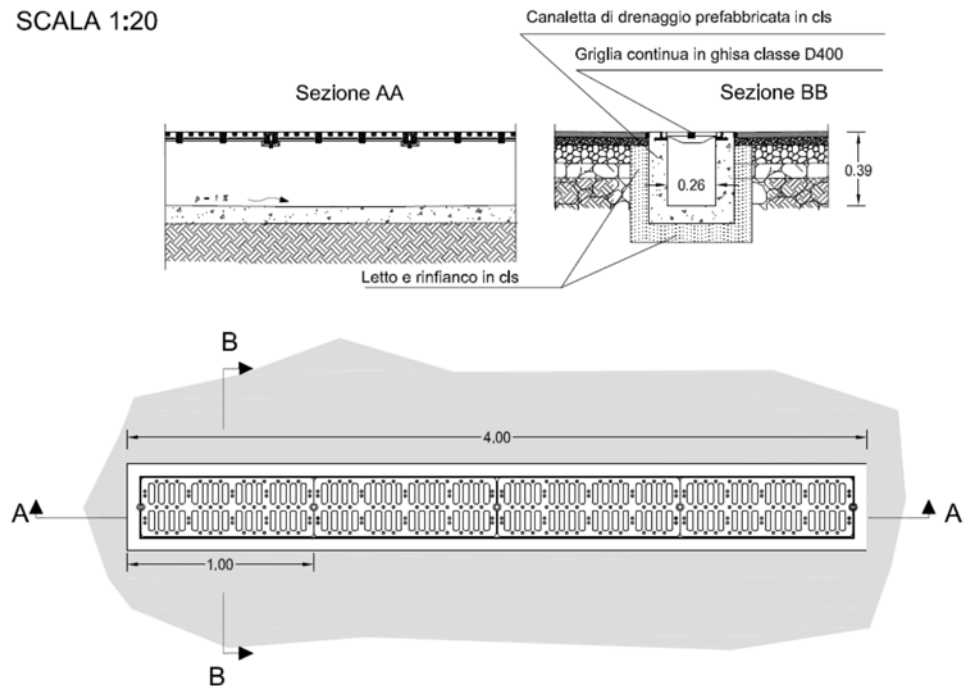 SCALA 1:20
Canaletta di drenaggio prefabbricata in cls
Griglia continua in ghisa classe D400
Sezione AA
Sezione BB
0.39
0.26
p = 1 %
Letto e rinfianco in cls
B
4.00
A
A
1.00
B